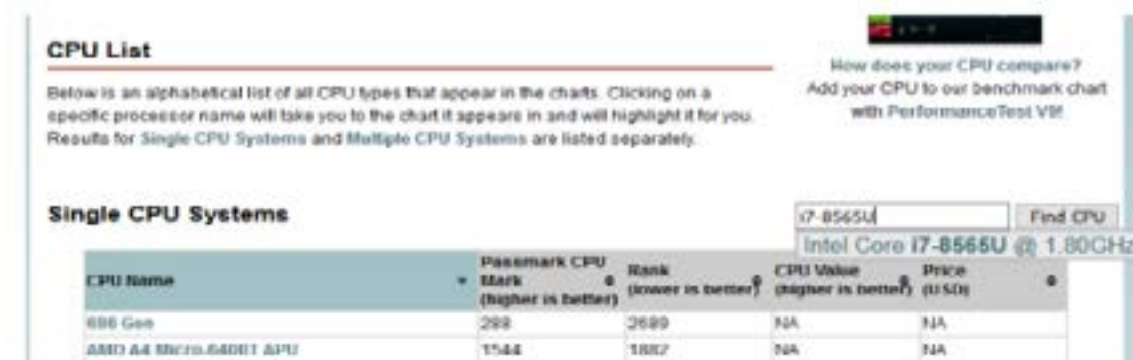 CPU List
How does your CPU compare?
Add your CPU to our benchmark chart
with PerformanceTest V9!
Below is an alphabetical list of all CPU types that appear in the charts. Clicking on a
specific processor name will take you to the chart it appears in and will highlight it for you.
Results for Single CPU Systems and Multiple CPU Systems are listed separately.
Single CPU Systems
i7-8565U
Find CPU
Intel Core i7-8565U @ 1.80GHz
CPU Name
Passmark CPU
Mark
(higher is better)
Rank
(lower is better)
CPU Value
(higher is better)
Price
(USD)
686 Gen 288 2689 NA NA
AMD A4 Micro-6400T APU 1544 1882 NA NA